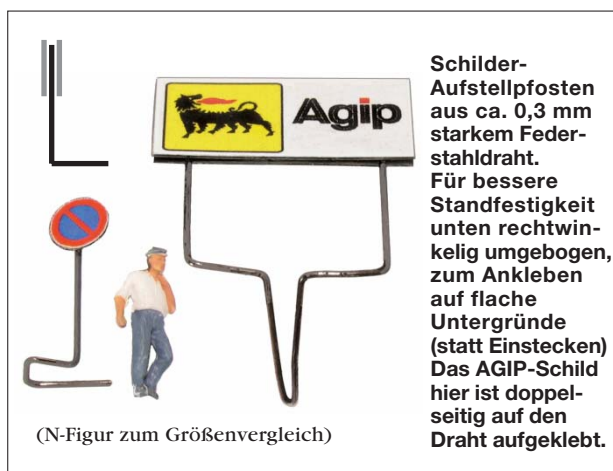 Agip
Schilder-
Aufstellpfosten
aus ca. 0,3 mm
starkem Feder-
stahldraht.
Für bessere
Standfestigkeit
unten rechtwin-
kelig umgebogen,
zum Ankleben
auf flache
Untergründe
(statt Einstecken)
Das AGIP-Schild
hier ist doppel-
seitig auf den
Draht aufgeklebt.
(N-Figur zum Größenvergleich)